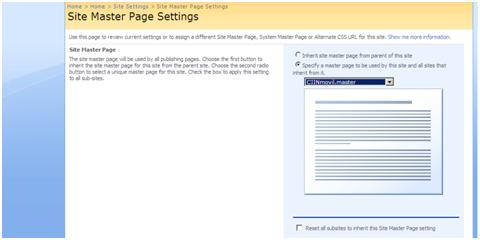 Home > Home > Site Settings > Site Master Page Settings
Site Master Page Settings
Use this page to review current settings or to assign a different Site Master Page, System Master Page or Alternate CSS URL for this site. Show me more information.
Site Master Page
The site master page will be used by all publishing pages. Choose the first button to
inherit the site master page for this site from the parent site. Choose the second radio
button to select a unique master page for this site. Check the box to apply this setting
to all sub-sites.
Inherit site master page from parent of this site
Specify a master page to be used by this site and all sites that
inherit from it.
CIINmovil.master
Reset all subsites to inherit this Site Master Page setting